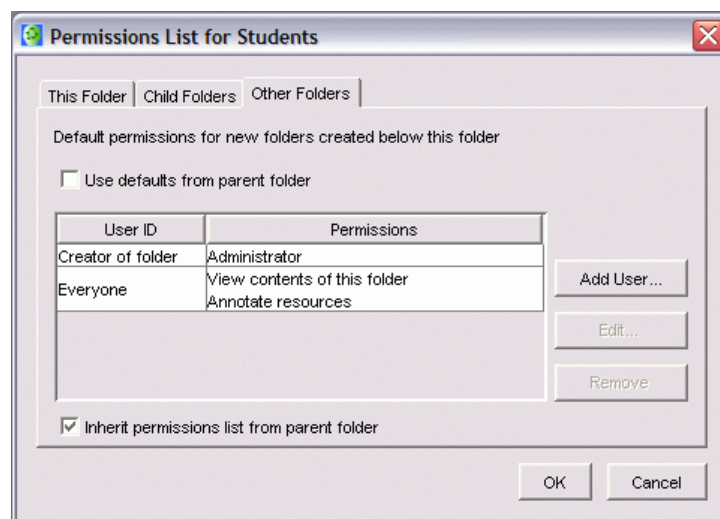 Permissions List for Students
This Folder Child Folders Other Folders
Default permissions for new folders created below this folder
Use defaults from parent folder
User ID Permissions
Creator of folder Administrator
Everyone View contents of this folder
Annotate resources
Add User...
Edit...
Remove
Inherit permissions list from parent folder
OK Cancel